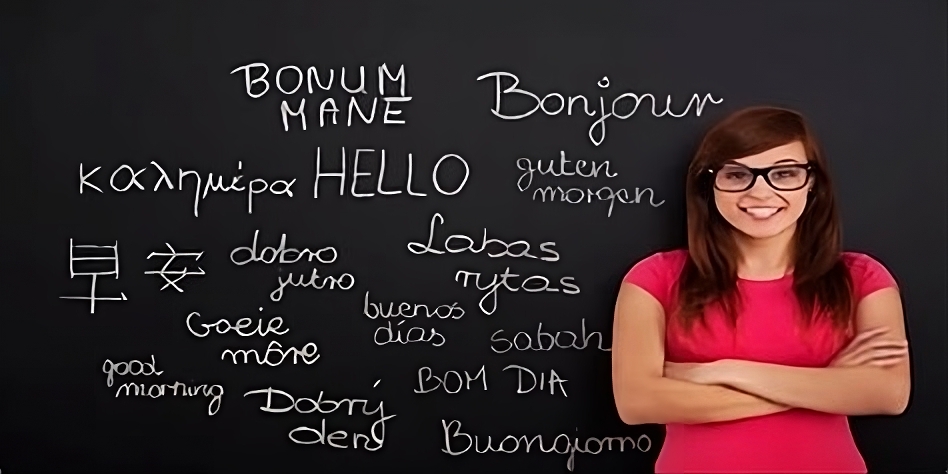 BONUM
MANE
Bonjour
καλημέρα
HELLO
guten
morgen
早
dobro
jutro
Labas
rytas
buenos
días
Goeie
môre
sabah
good
morning
BOM DIA
Dobrý
den
Buongiorno